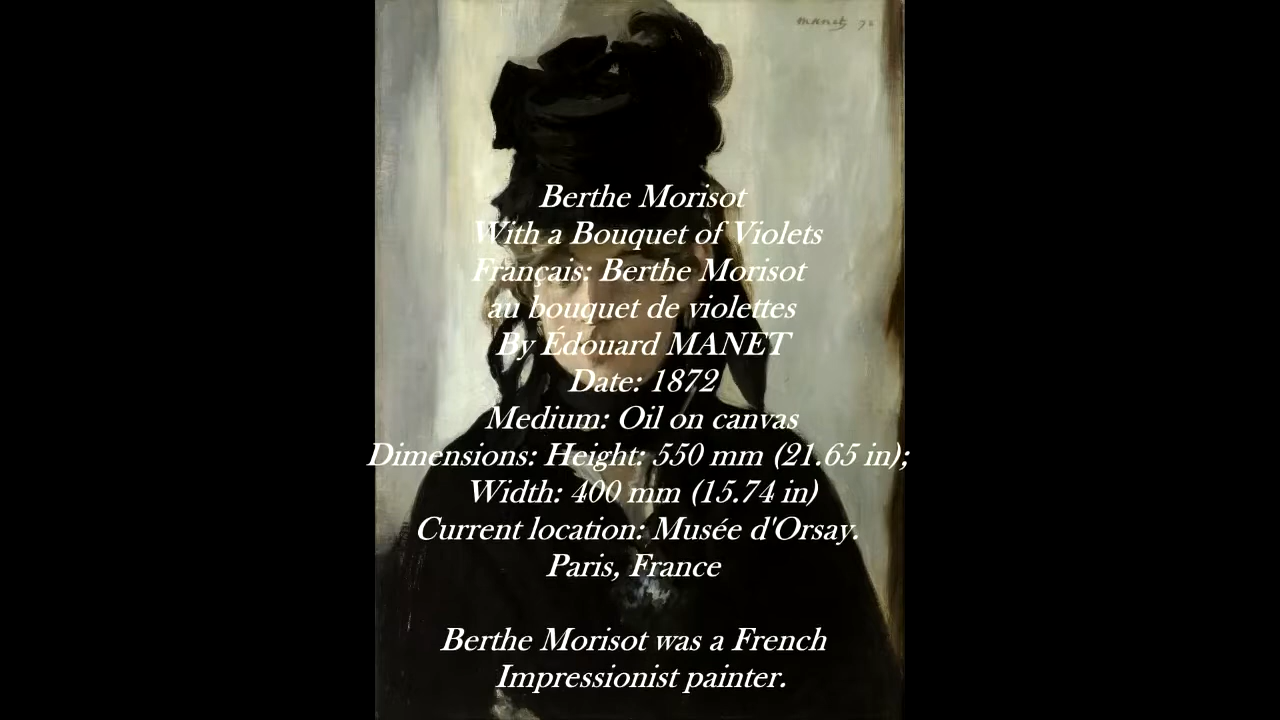 manet 72
Berthe Morisot
With a Bouquet of Violets
Français: Berthe Morisot
au bouquet de violettes
By Édouard MANET
Date: 1872
Medium: Oil on canvas
Dimensions: Height: 550 mm (21.65 in);
Width: 400 mm (15.74 in)
Current location: Musée d'Orsay.
Paris, France
Berthe Morisot was a French
Impressionist painter.